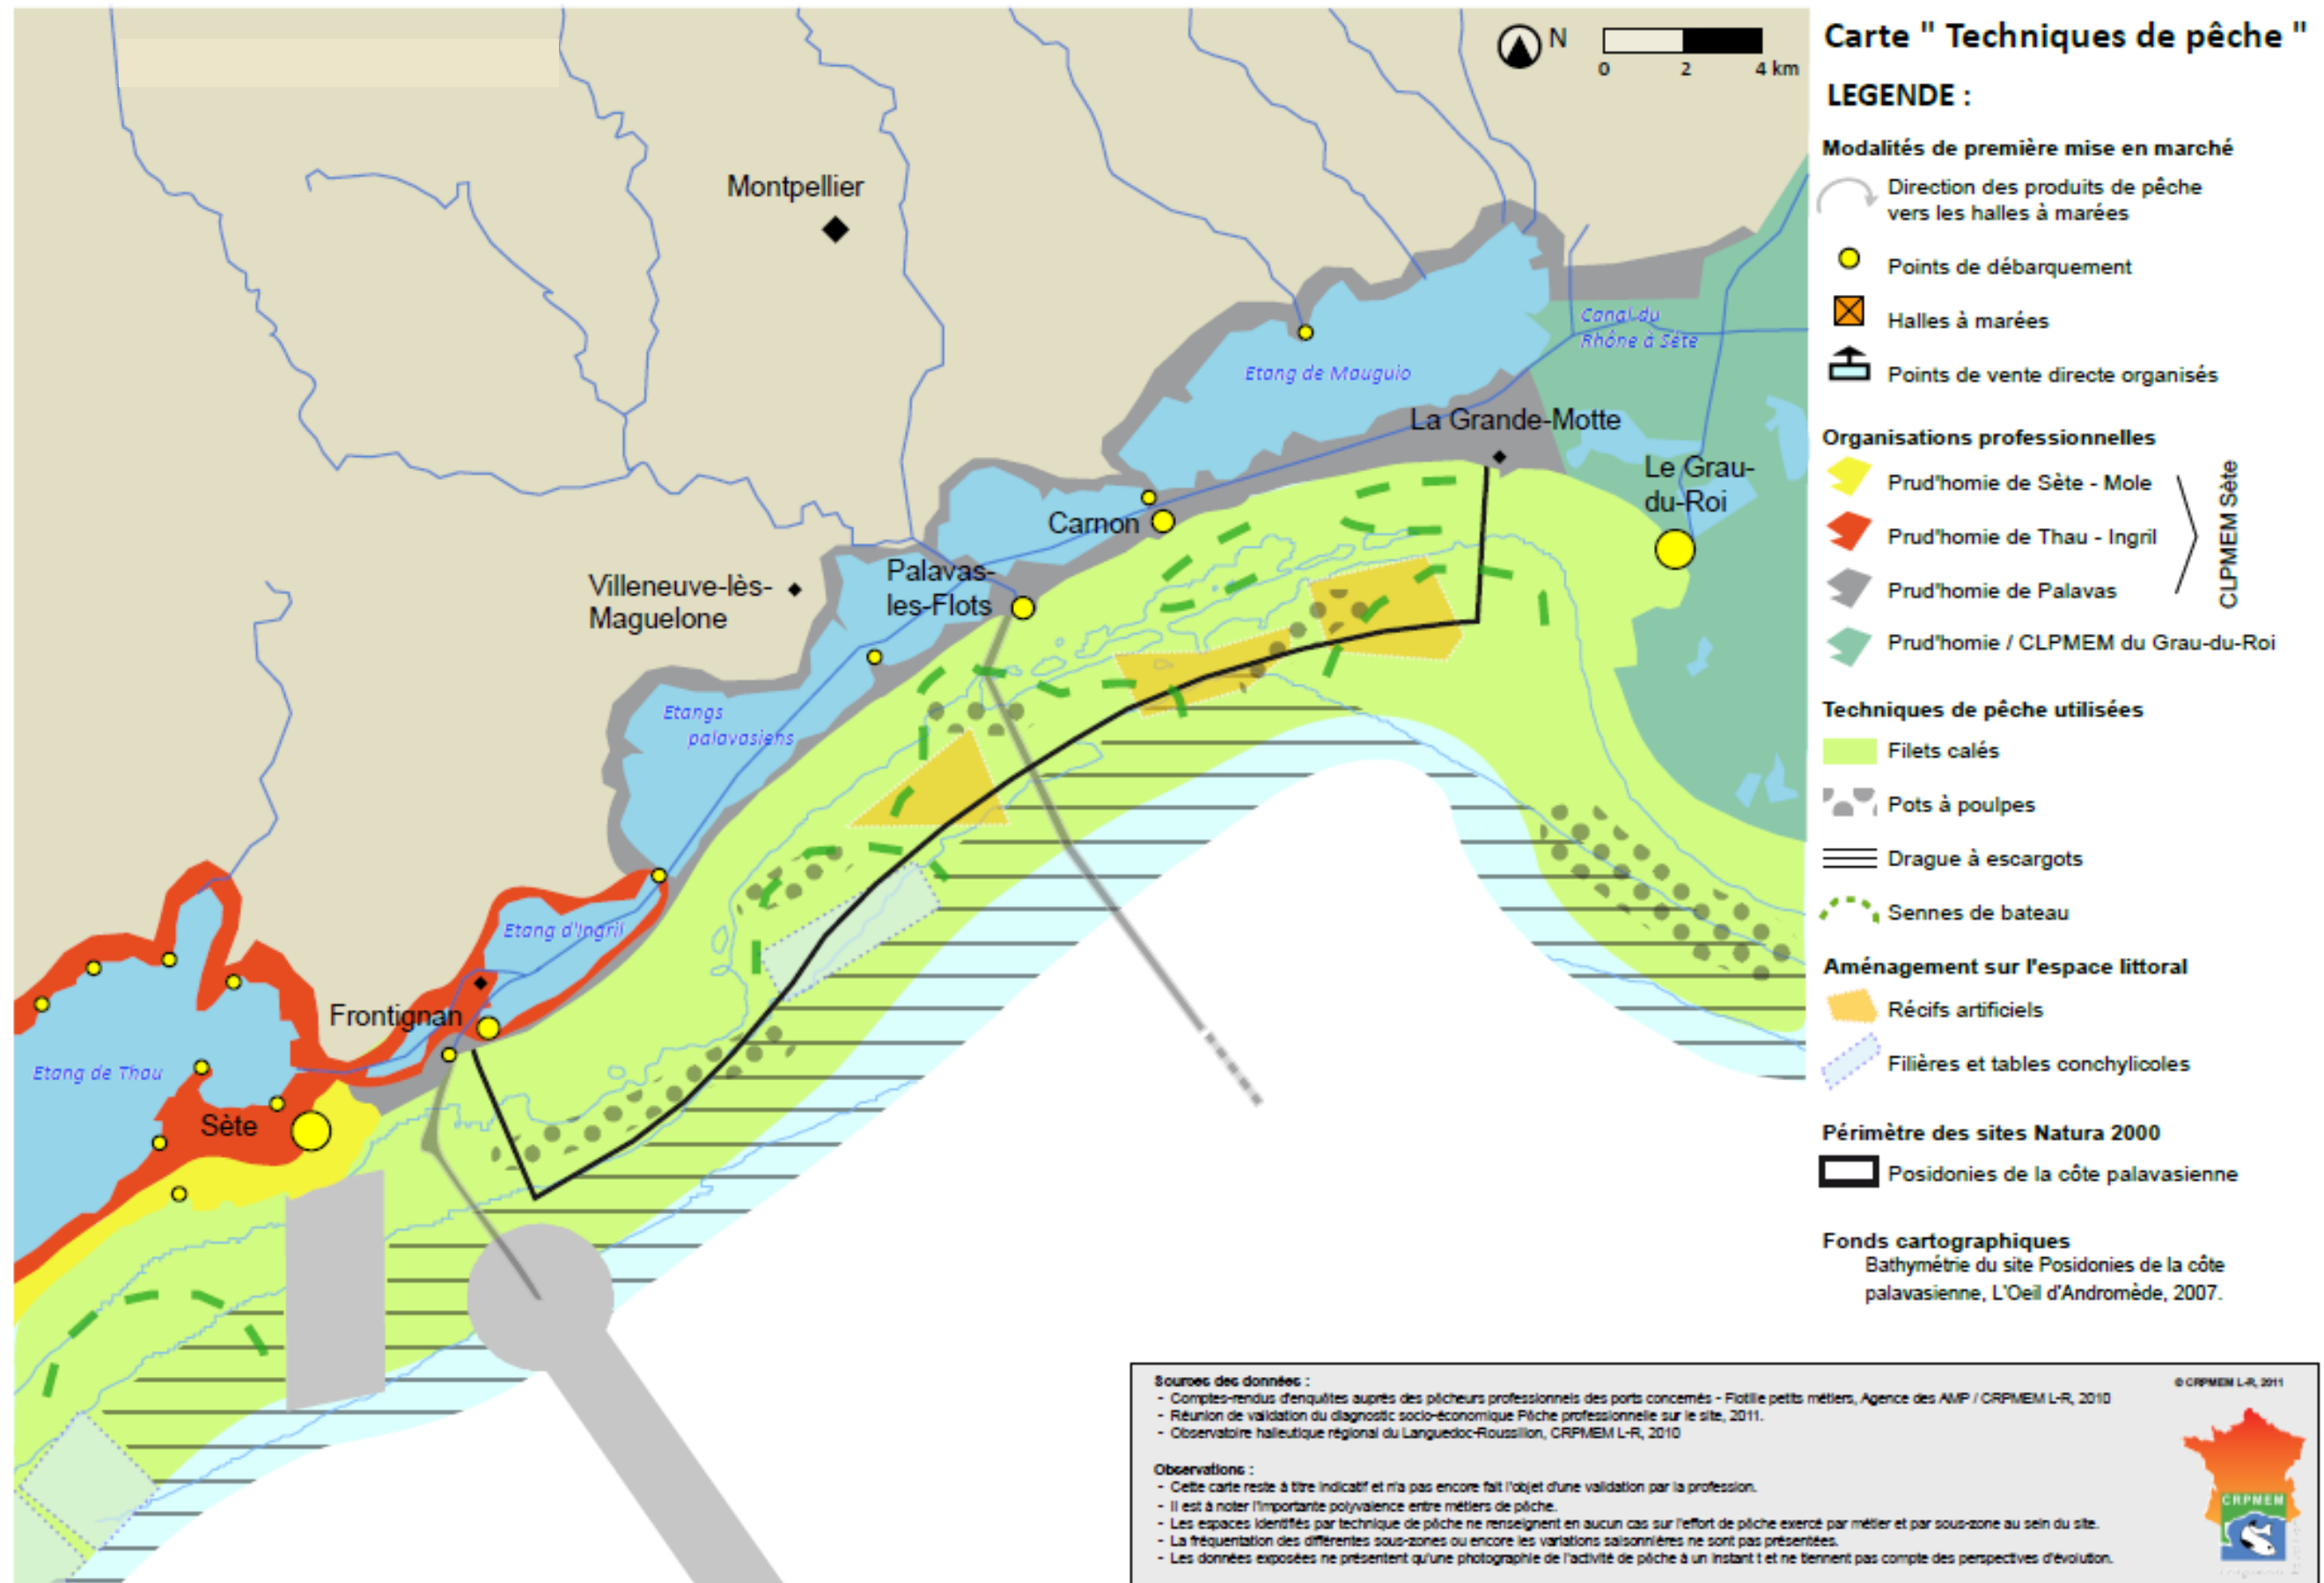 Carte " Techniques de pêche "
LEGENDE :
Modalités de première mise en marché
Direction des produits de pêche
vers les halles à marées
Points de débarquement
Halles à marées
Points de vente directe organisés
Organisations professionnelles
Prud'homie de Sète - Mole
Prud'homie de Thau - Ingril
Prud'homie de Palavas
CLPMEM Sète
Prud'homie / CLPMEM du Grau-du-Roi
Techniques de pêche utilisées
Filets calés
Pots à poulpes
Drague à escargots
Sennes de bateau
Aménagement sur l'espace littoral
Récifs artificiels
Filières et tables conchylicoles
Périmètre des sites Natura 2000
Posidonies de la côte palavasienne
Fonds cartographiques
Bathymétrie du site Posidonies de la côte
palavasienne, L'Oeil d'Andromède, 2007.
N
0 2 4 km
Montpellier
Canal du
Rhône à Sète
Etang de Mauguio
La Grande-Motte
Le Grau-
du-Roi
Carnon
Palavas-
les-Flots
Villeneuve-lès-
Maguelone
Etangs
palavasiens
Etang d'Ingril
Frontignan
Etang de Thau
Sète
Sources des données :
- Comptes-rendus d'enquêtes auprès des pêcheurs professionnels des ports concernés - Flotille petits métiers, Agence des AMP / CRPMEM L-R, 2010
- Réunion de validation du diagnostic socio-économique Pêche professionnelle sur le site, 2011.
- Observatoire halieutique régional du Languedoc-Roussillon, CRPMEM L-R, 2010
Observations :
- Cette carte reste à titre indicatif et n'a pas encore fait l'objet d'une validation par la profession.
- Il est à noter l'importante polyvalence entre métiers de pêche.
- Les espaces identifiés par technique de pêche ne renseignent en aucun cas sur l'effort de pêche exercé par métier et par sous-zone au sein du site.
- La fréquentation des différentes sous-zones ou encore les variations saisonnières ne sont pas présentées.
- Les données exposées ne présentent qu'une photographie de l'activité de pêche à un instant t et ne tiennent pas compte des perspectives d'évolution.
© CRPMEM L-R, 2011
CRPMEM